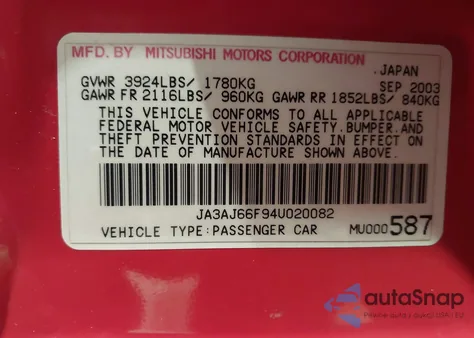 MFD. BY MITSUBISHI MOTORS CORPORATION
JAPAN
GVWR 3924LBS/ 1780KG SEP 2003
GAWR FR 2116LBS/ 960KG GAWR RR 1852LBS/ 840KG
THIS VEHICLE CONFORMS TO ALL APPLICABLE
FEDERAL MOTOR VEHICLE SAFETY.BUMPER.AND
THEFT PREVENTION STANDARDS IN EFFECT ON
THE DATE OF MANUFACTURE SHOWN ABOVE.
JA3AJ66F94U020082
VEHICLE TYPE:PASSENGER CAR MU000587
autaSnap